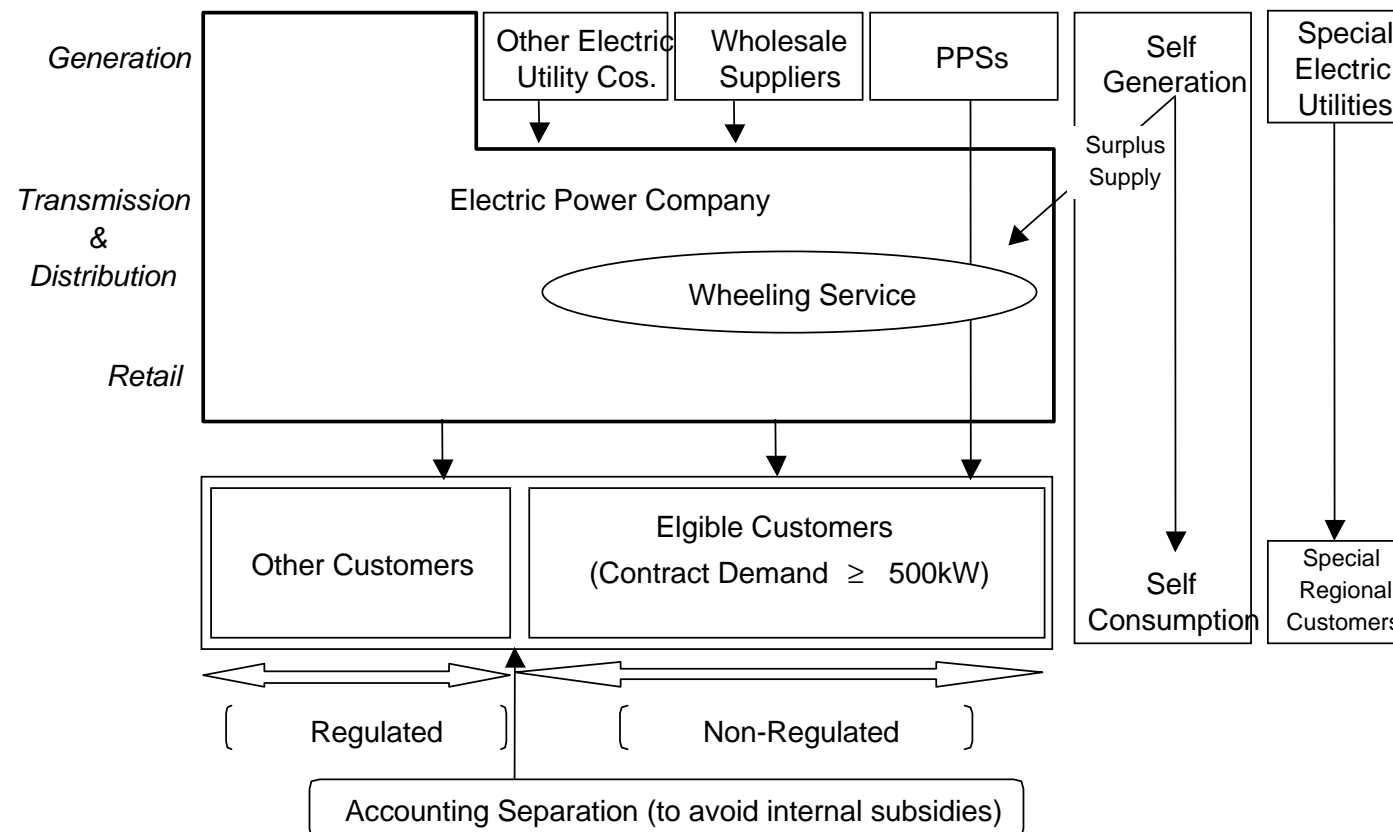 Generation
Other Electric
Utility Cos.
Wholesale
Suppliers
PPSs
Self
Generation
Special
Electric
Utilities
Surplus
Supply
Transmission
&
Distribution
Electric Power Company
Wheeling Service
Retail
Other Customers
Elgible Customers
(Contract Demand ≥ 500kW)
Self
Consumption
Special
Regional
Customers
Regulated
Non-Regulated
Accounting Separation (to avoid internal subsidies)